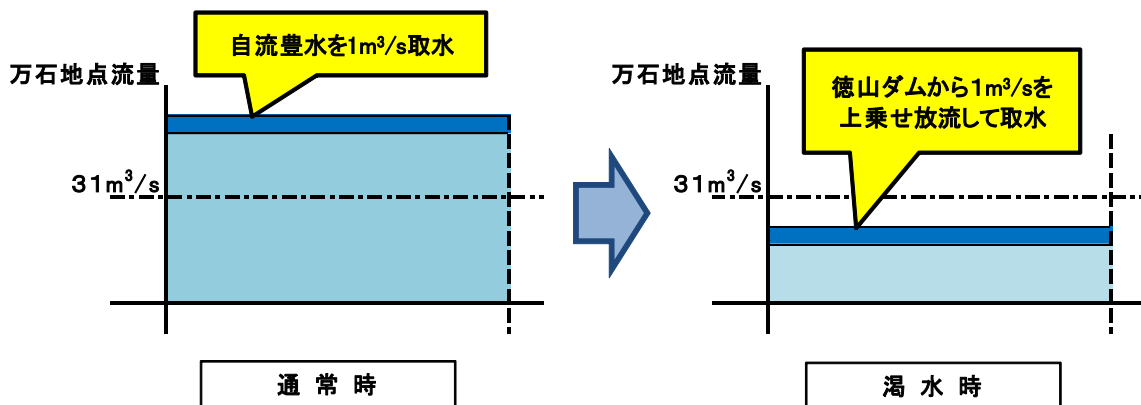 自流豊水を1m³/s取水
万石地点流量
31m³/s
通常時
万石地点流量
徳山ダムから1m³/sを
上乗せ放流して取水
31m³/s
渇水時